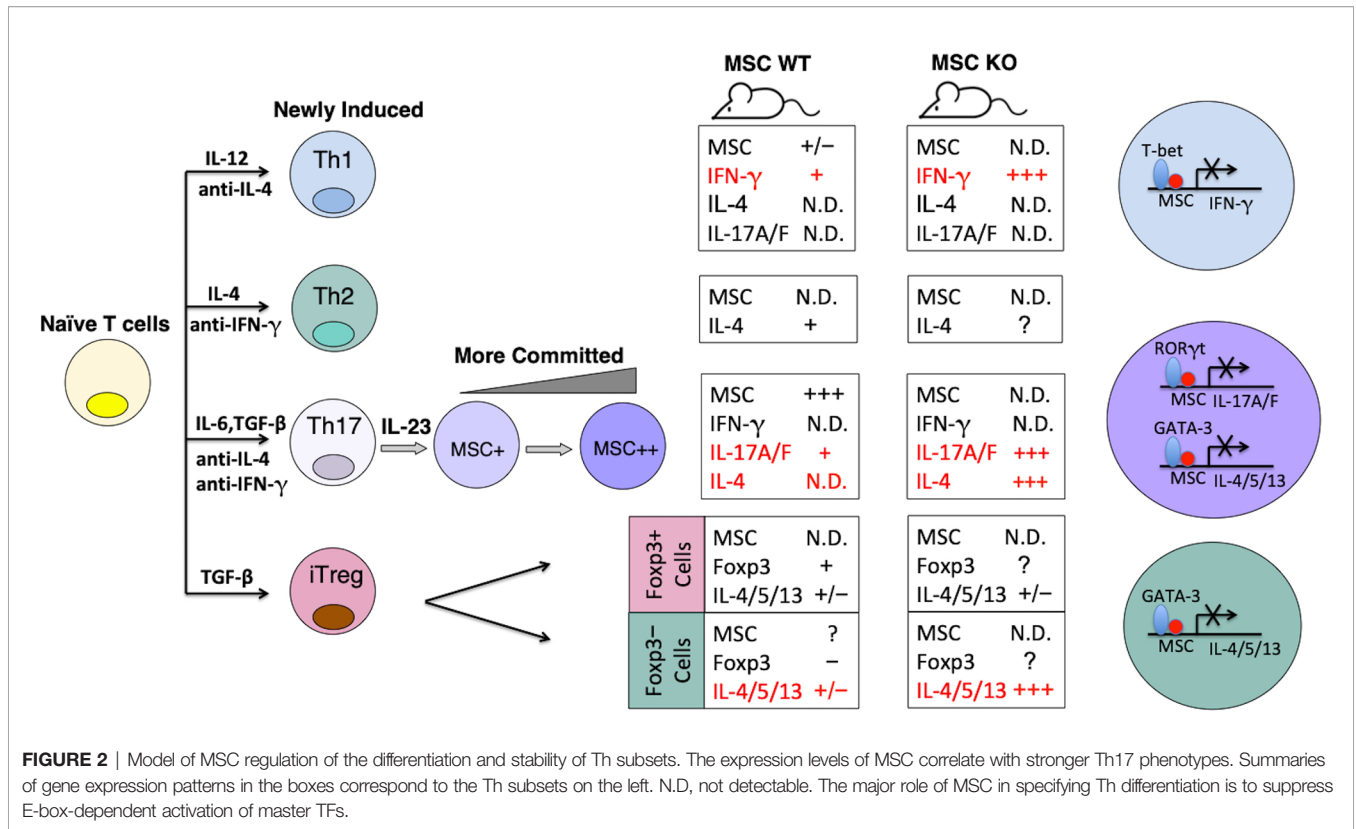 MSC WT
MSC KO
Newly Induced
Naïve T cells
IL-12
anti-IL-4
Th1
MSC +/−
IFN-γ +
IL-4 N.D.
IL-17A/F N.D.
MSC N.D.
IFN-γ +++
IL-4 N.D.
IL-17A/F N.D.
T-bet
MSC IFN-γ
IL-4
anti-IFN-γ
Th2
MSC N.D.
IL-4 +
MSC N.D.
IL-4 ?
More Committed
IL-6,TGF-β
anti-IL-4
anti-IFN-γ
Th17
IL-23
MSC+
MSC++
MSC +++
IFN-γ N.D.
IL-17A/F +
IL-4 N.D.
MSC N.D.
IFN-γ N.D.
IL-17A/F +++
IL-4 +++
RORγt
MSC IL-17A/F
GATA-3
MSC IL-4/5/13
TGF-β
iTreg
Foxp3+
Cells
MSC N.D.
Foxp3 +
IL-4/5/13 +/−
MSC N.D.
Foxp3 ?
IL-4/5/13 +/−
Foxp3−
Cells
MSC ?
Foxp3 −
IL-4/5/13 +/−
MSC N.D.
Foxp3 ?
IL-4/5/13 +++
GATA-3
MSC IL-4/5/13
FIGURE 2 | Model of MSC regulation of the differentiation and stability of Th subsets. The expression levels of MSC correlate with stronger Th17 phenotypes. Summaries
of gene expression patterns in the boxes correspond to the Th subsets on the left. N.D, not detectable. The major role of MSC in specifying Th differentiation is to suppress
E-box-dependent activation of master TFs.